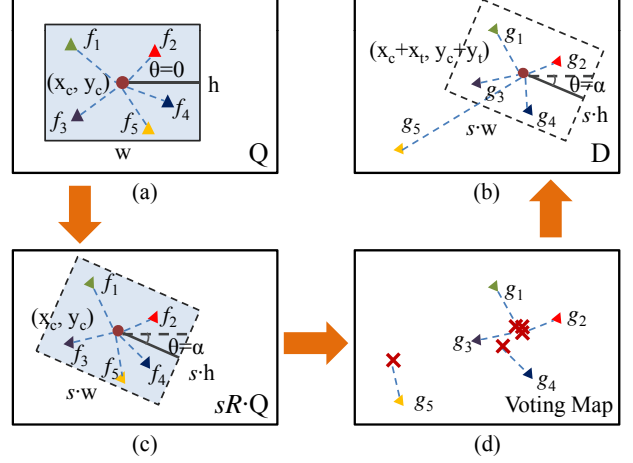 f1 f2
(xc, yc) θ=0
h
f3 f5 f4
w Q
(a)
g1
(xc+xt, yc+yt) g2
θ=α
g3
g5 s·w g4 s·h
D
(b)
f1
(xc, yc) f2
θ=α
f3 f5 f4 s·h
s·w
sR·Q
(c)
g1
g2
g3
g4
g5 Voting Map
(d)